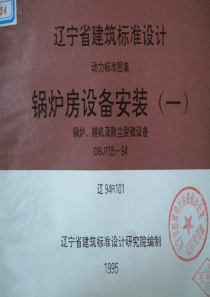 辽宁省建筑标准设计
动力标准图集
锅炉房设备安装（一）
锅炉、辅机及除尘脱硫设备
DBJT05-94
辽94R101
辽宁省建筑标准设计研究院编制
1995